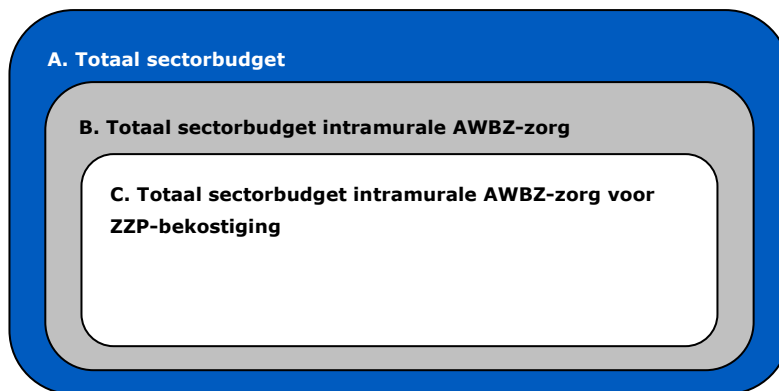 A. Totaal sectorbudget
B. Totaal sectorbudget intramurale AWBZ-zorg
C. Totaal sectorbudget intramurale AWBZ-zorg voor
ZZP-bekostiging